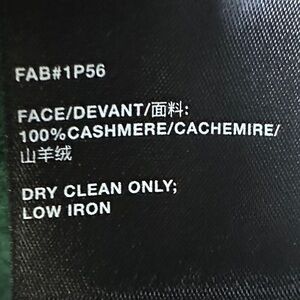 FAB#1P56
FACE/DEVANT/面料:
100%CASHMERE/CACHEMIRE/
山羊绒
DRY CLEAN ONLY;
LOW IRON